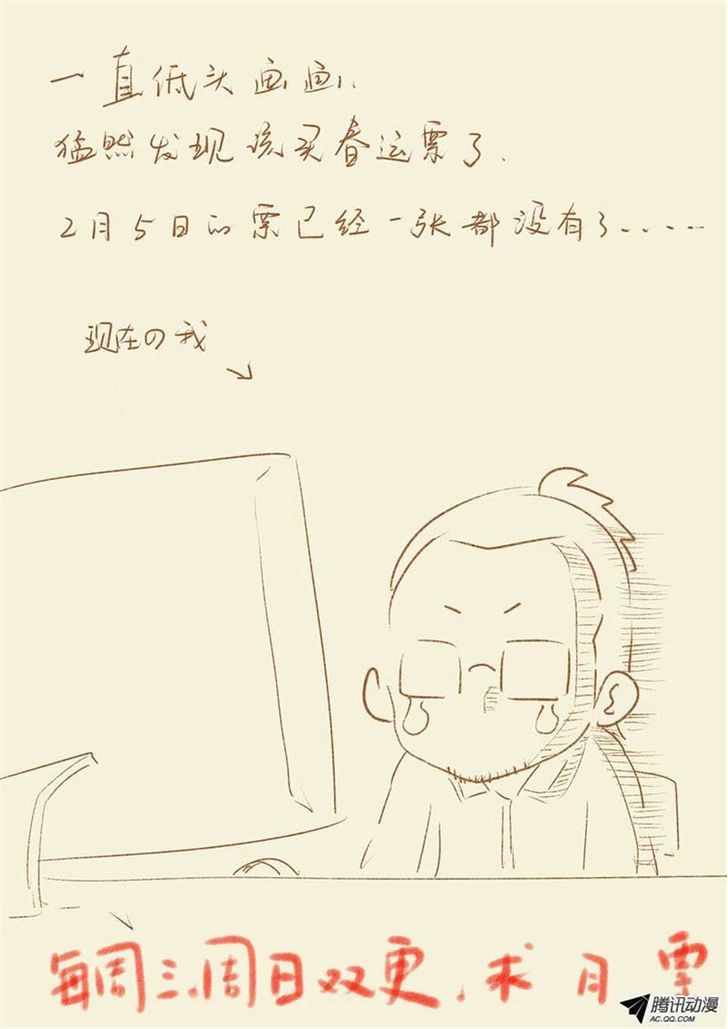 一直低头画画、
猛然发现该买春运票了.
2月5日的票已经一张都没有了......
现在の我
每周三.周日双更.求月票
腾讯动漫
AC.QQ.COM